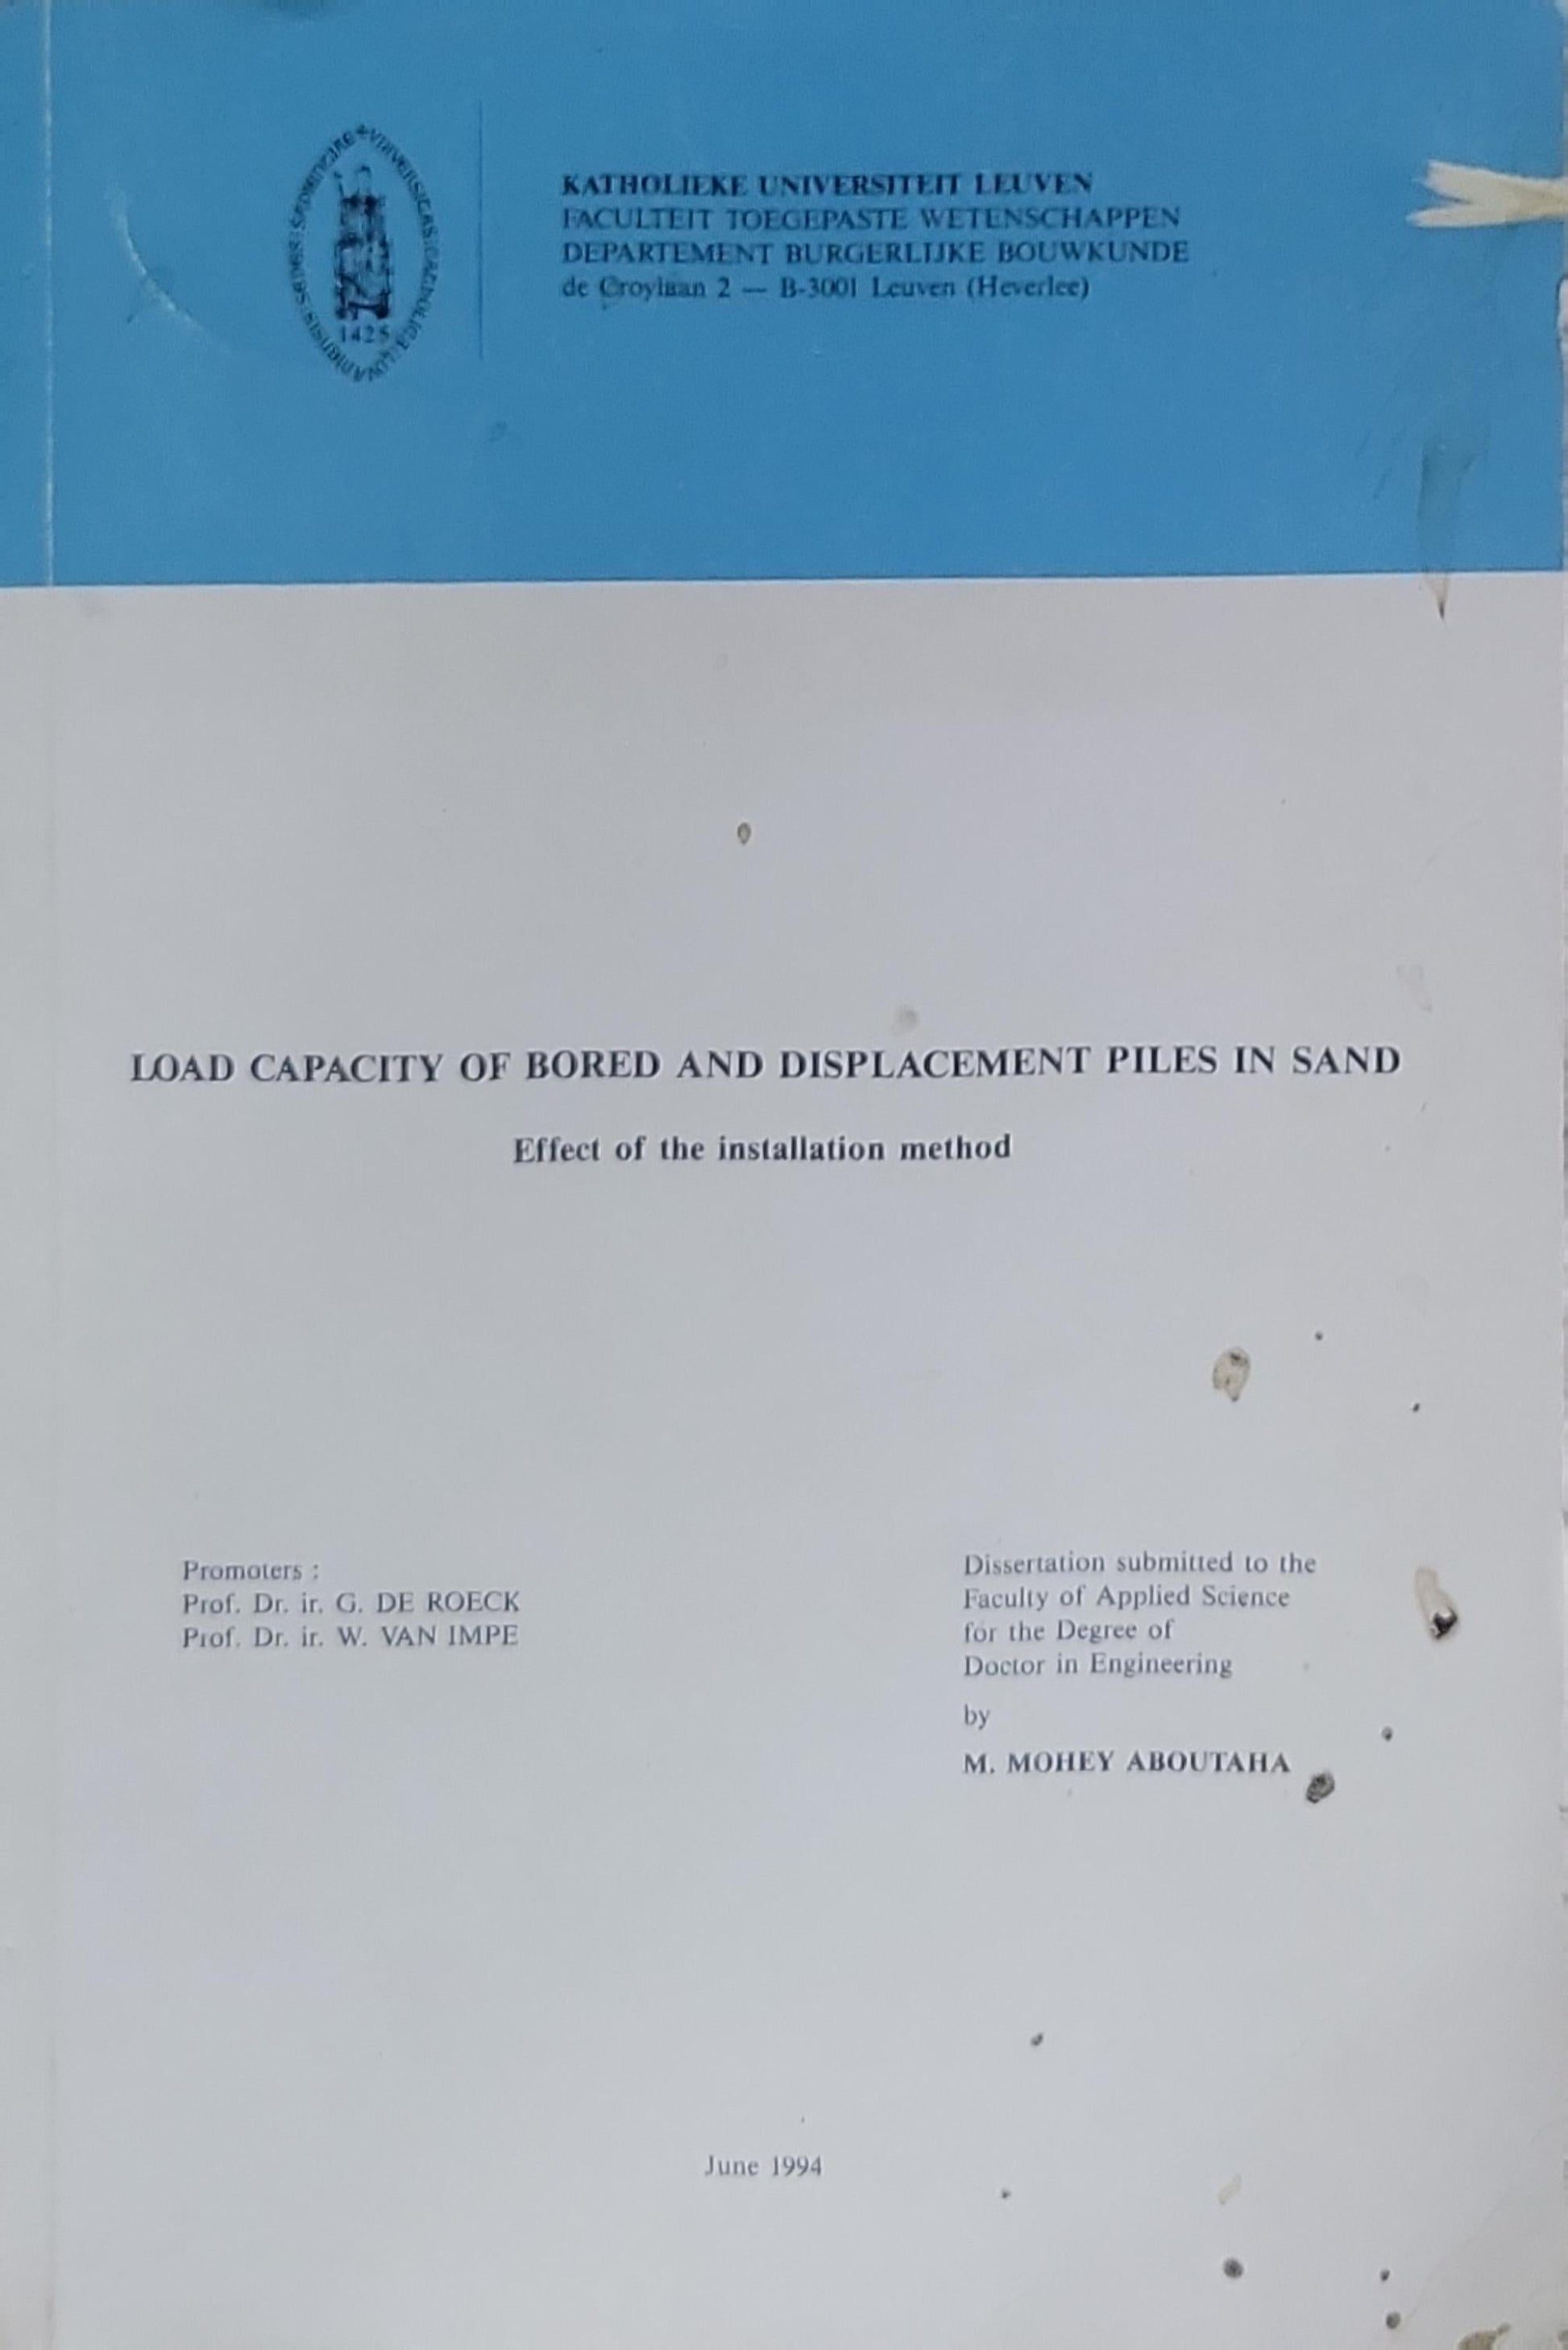 KATHOLIEKE UNIVERSITEIT LEUVEN
FACULTEIT TOEGEPASTE WETENSCHAPPEN
DEPARTEMENT BURGERLIJKE BOUWKUNDE
de Croylaan 2 — B-3001 Leuven (Heverlee)
1425
LOAD CAPACITY OF BORED AND DISPLACEMENT PILES IN SAND
Effect of the installation method
Promoters :
Prof. Dr. ir. G. DE ROECK
Prof. Dr. ir. W. VAN IMPE
Dissertation submitted to the
Faculty of Applied Science
for the Degree of
Doctor in Engineering
by
M. MOHEY ABOUTAHA
June 1994